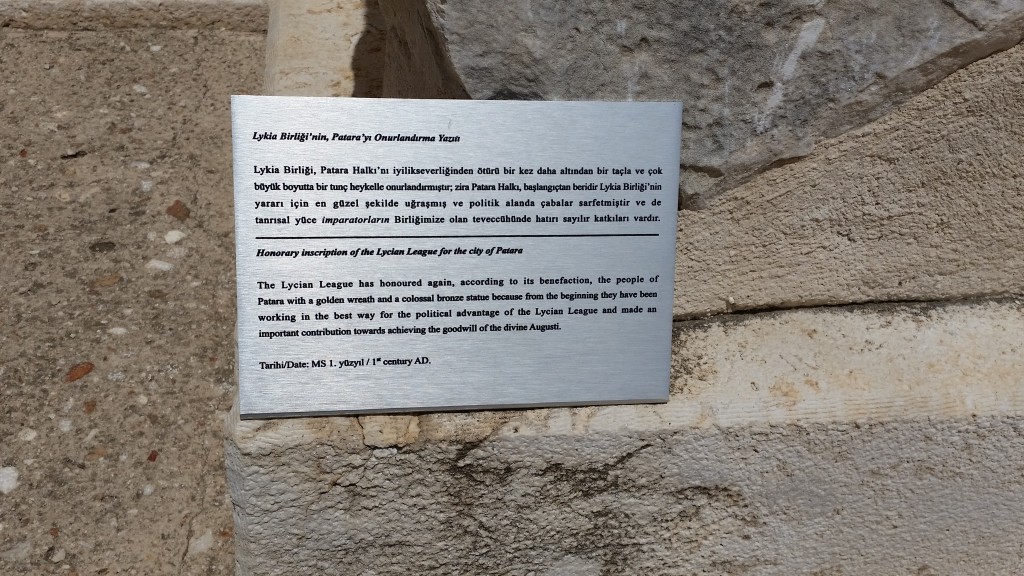 Lykia Birliği'nin, Patara'yı Onurlandırma Yazıtı
Lykia Birliği, Patara Halkı'nı iyilikseverliğinden ötürü bir kez daha altından bir taçla ve çok
büyük boyutta bir tunç heykelle onurlandırmıştır; zira Patara Halkı, başlangıçtan beridir Lykia Birliği'nin
yararı için en güzel şekilde uğraşmış ve politik alanda çabalar sarfetmiştir ve de
tanrısal yüce imparatorların Birliğimize olan teveccühünde hatırı sayılır katkıları vardır.
Honorary inscription of the Lycian League for the city of Patara
The Lycian League has honoured again, according to its benefaction, the people of
Patara with a golden wreath and a colossal bronze statue because from the beginning they have been
working in the best way for the political advantage of the Lycian League and made an
important contribution towards achieving the goodwill of the divine Augusti.
Tarihi/Date: MS 1. yüzyıl / 1st century AD.